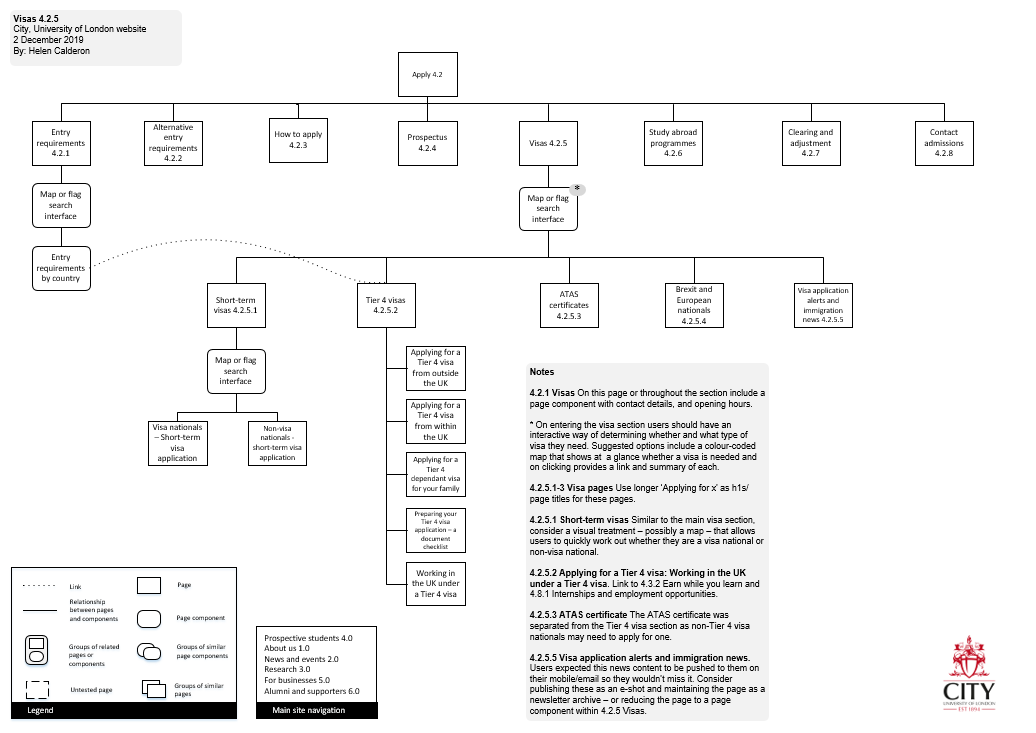 Visas 4.2.5
City, University of London website
2 December 2019
By: Helen Calderon
Apply 4.2
Entry
requirements
4.2.1
Alternative
entry
requirements
4.2.2
How to apply
4.2.3
Prospectus
4.2.4
Visas 4.2.5
Study abroad
programmes
4.2.6
Clearing and
adjustment
4.2.7
Contact
admissions
4.2.8
Map or flag
search
interface
*
Map or flag
search
interface
Entry
requirements
by country
Short-term
visas 4.2.5.1
Tier 4 visas
4.2.5.2
ATAS
certificates
4.2.5.3
Brexit and
European
nationals
4.2.5.4
Visa application
alerts and
immigration
news 4.2.5.5
Map or flag
search
interface
Visa nationals
– Short-term
visa
application
Non-visa
nationals -
short-term visa
application
Applying for a
Tier 4 visa
from outside
the UK
Applying for a
Tier 4 visa
from within
the UK
Applying for a
Tier 4
dependant visa
for your family
Preparing your
Tier 4 visa
application – a
document
checklist
Working in
the UK under
a Tier 4 visa
Notes
4.2.1 Visas On this page or throughout the section include a
page component with contact details, and opening hours.
* On entering the visa section users should have an
interactive way of determining whether and what type of
visa they need. Suggested options include a colour-coded
map that shows at a glance whether a visa is needed and
on clicking provides a link and summary of each.
4.2.5.1-3 Visa pages Use longer 'Applying for x' as h1s/
page titles for these pages.
4.2.5.1 Short-term visas Similar to the main visa section,
consider a visual treatment – possibly a map – that allows
users to quickly work out whether they are a visa national or
non-visa national.
4.2.5.2 Applying for a Tier 4 visa: Working in the UK
under a Tier 4 visa. Link to 4.3.2 Earn while you learn and
4.8.1 Internships and employment opportunities.
4.2.5.3 ATAS certificate The ATAS certificate was
separated from the Tier 4 visa section as non-Tier 4 visa
nationals may need to apply for one.
4.2.5.5 Visa application alerts and immigration news.
Users expected this news content to be pushed to them on
their mobile/email so they wouldn't miss it. Consider
publishing these as an e-shot and maintaining the page as a
newsletter archive – or reducing the page to a page
component within 4.2.5 Visas.
Link
Page
Relationship
between pages
and components
Page component
Groups of related
pages or
components
Groups of similar
page components
Untested page
Groups of similar
pages
Legend
Prospective students 4.0
About us 1.0
News and events 2.0
Research 3.0
For businesses 5.0
Alumni and supporters 6.0
Main site navigation
CITY
UNIVERSITY OF LONDON
EST 1894